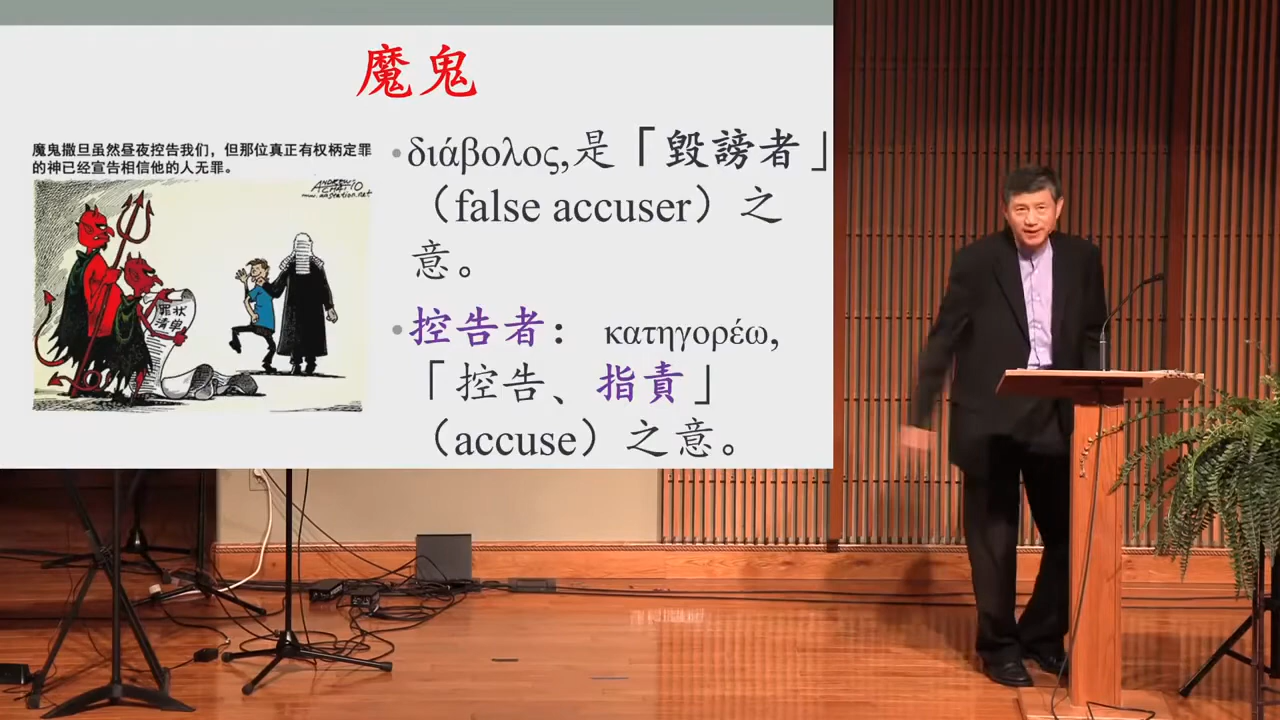 魔鬼
魔鬼撒旦虽然昼夜控告我们，但那位真正有权柄定罪
的神已经宣告相信他的人无罪。
罪状
清单
•διάβολος,是「毀謗者」
（false accuser）之
意。
•控告者： κατηγορέω,
「控告、指責」
（accuse）之意。